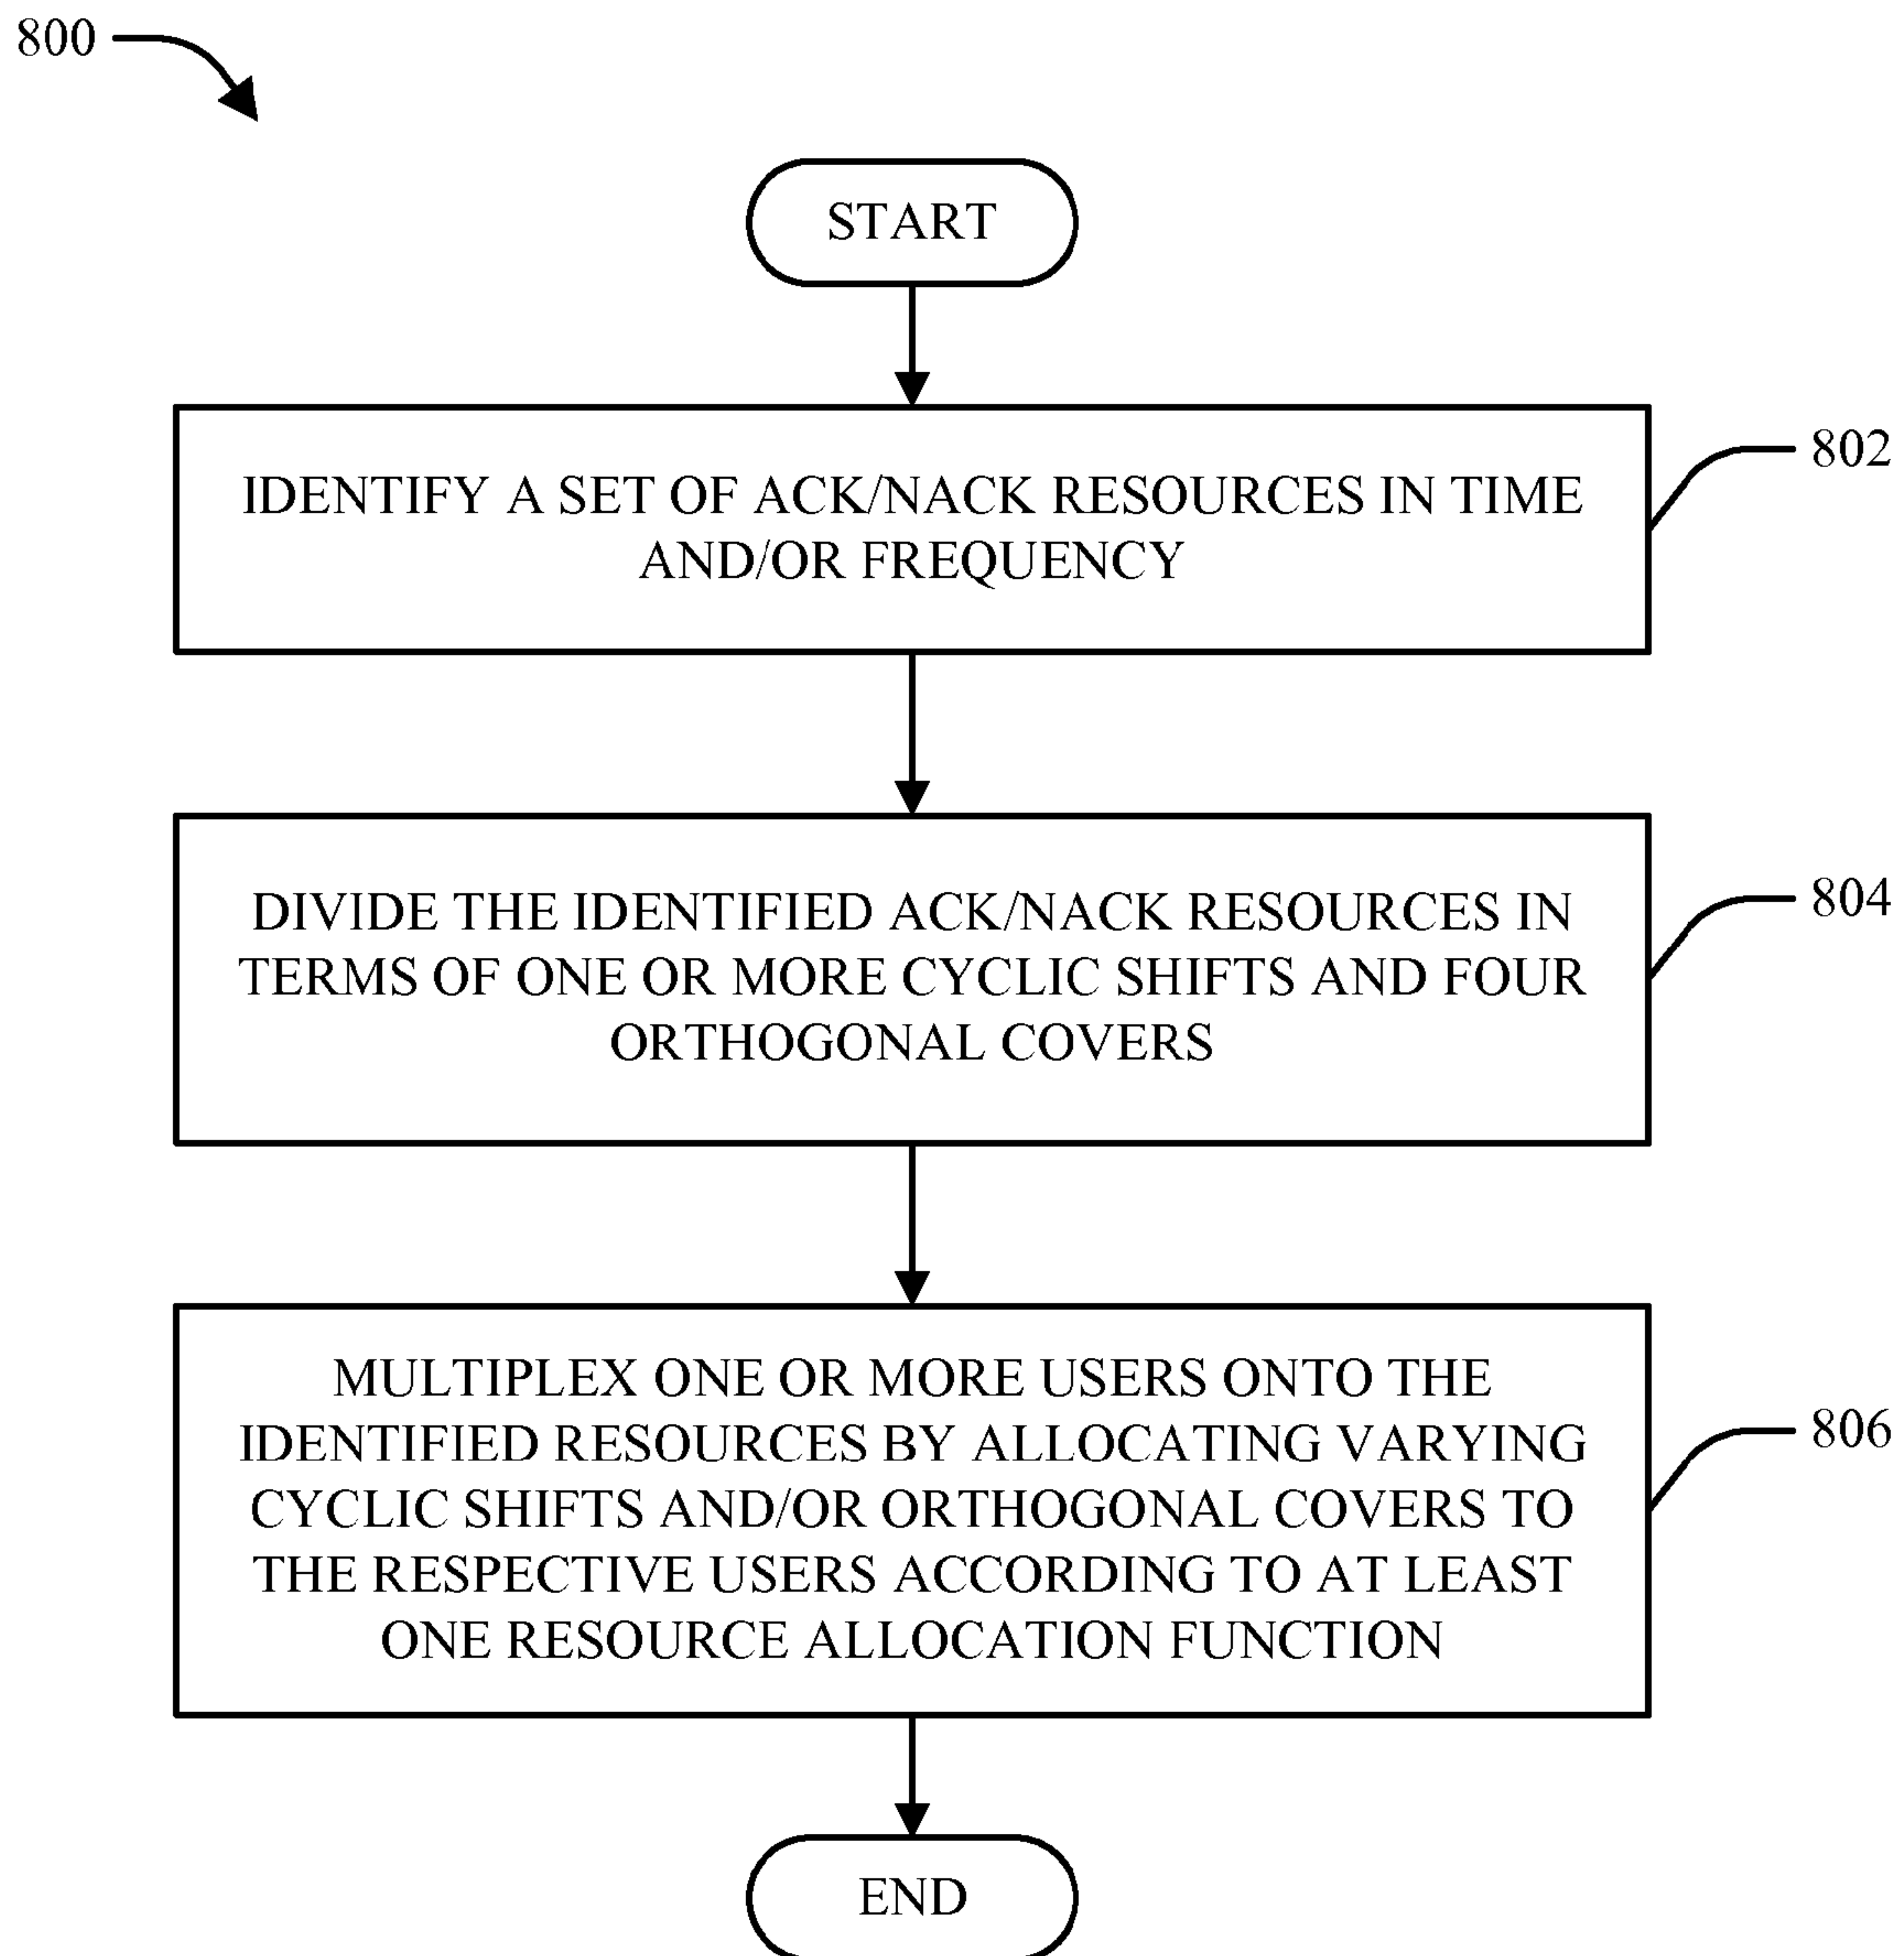 800
START
IDENTIFY A SET OF ACK/NACK RESOURCES IN TIME
AND/OR FREQUENCY
802
DIVIDE THE IDENTIFIED ACK/NACK RESOURCES IN
TERMS OF ONE OR MORE CYCLIC SHIFTS AND FOUR
ORTHOGONAL COVERS
804
MULTIPLEX ONE OR MORE USERS ONTO THE
IDENTIFIED RESOURCES BY ALLOCATING VARYING
CYCLIC SHIFTS AND/OR ORTHOGONAL COVERS TO
THE RESPECTIVE USERS ACCORDING TO AT LEAST
ONE RESOURCE ALLOCATION FUNCTION
806
END